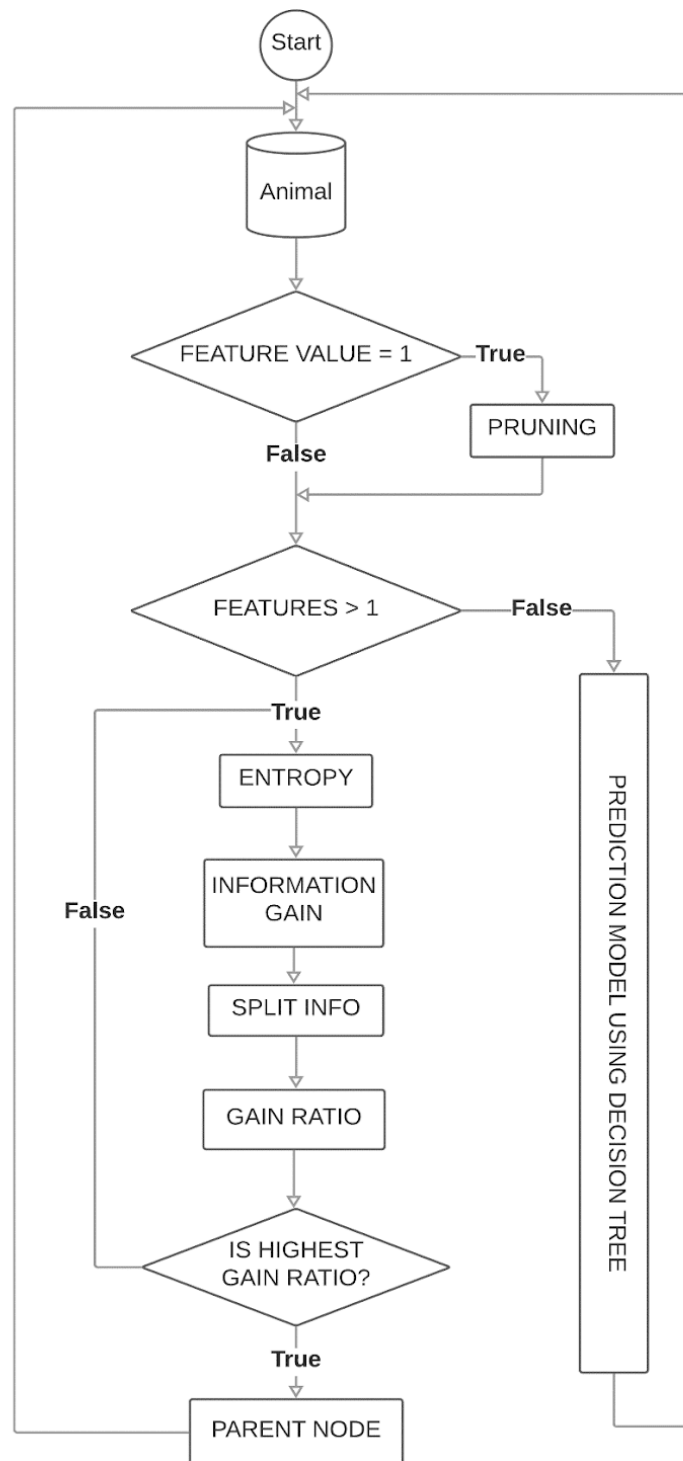 Start
Animal
FEATURE VALUE = 1
True
PRUNING
False
FEATURES > 1
False
True
ENTROPY
INFORMATION
GAIN
False
SPLIT INFO
GAIN RATIO
IS HIGHEST
GAIN RATIO?
True
PARENT NODE
PREDICTION MODEL USING DECISION TREE